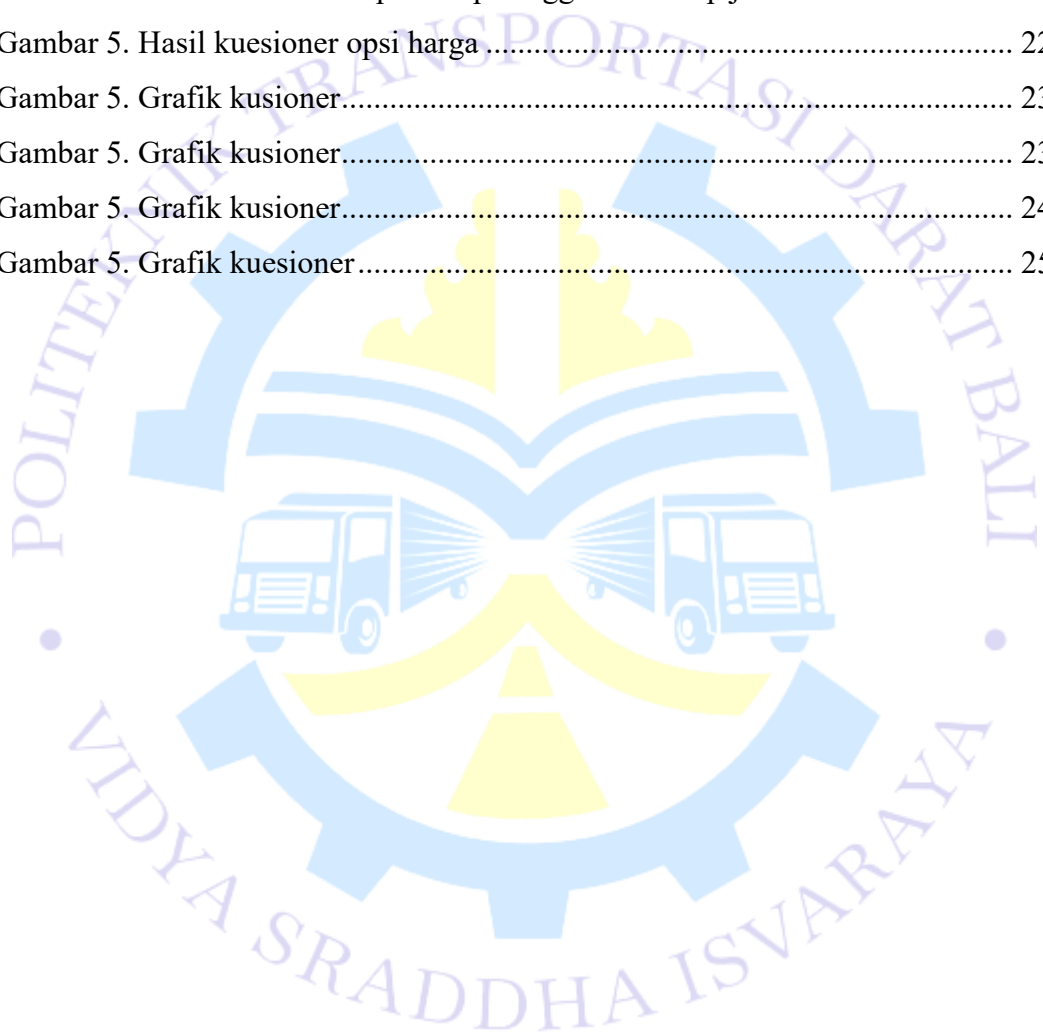 Gambar 5. Hasil kuesioner opsi harga ................................................................. 22
Gambar 5. Grafik kusioner................................................................................... 23
Gambar 5. Grafik kusioner................................................................................... 23
Gambar 5. Grafik kusioner................................................................................... 24
Gambar 5. Grafik kuesioner................................................................................. 25
POLITEKNIK TRANSPORTASI DARAT BALI
• VIDYA SRADDHA ISVARAYA •